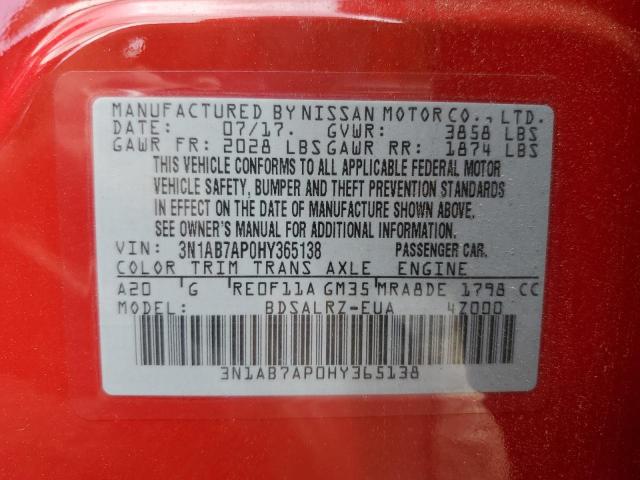 MANUFACTURED BY NISSAN MOTOR CO., LTD.
DATE: 07/17. GVWR: 3858 LBS
GAWR FR: 2028 LBS GAWR RR: 1874 LBS
THIS VEHICLE CONFORMS TO ALL APPLICABLE FEDERAL MOTOR
VEHICLE SAFETY, BUMPER AND THEFT PREVENTION STANDARDS
IN EFFECT ON THE DATE OF MANUFACTURE SHOWN ABOVE.
SEE OWNER'S MANUAL FOR ADDITIONAL INFORMATION.
VIN: 3N1AB7AP0HY365138 PASSENGER CAR.
COLOR TRIM TRANS AXLE ENGINE
A20 G RE0F11A GM35 MRA8DE 1798 CC
MODEL: BDSALRZ-EUA 4Z000
3N1AB7AP0HY365138